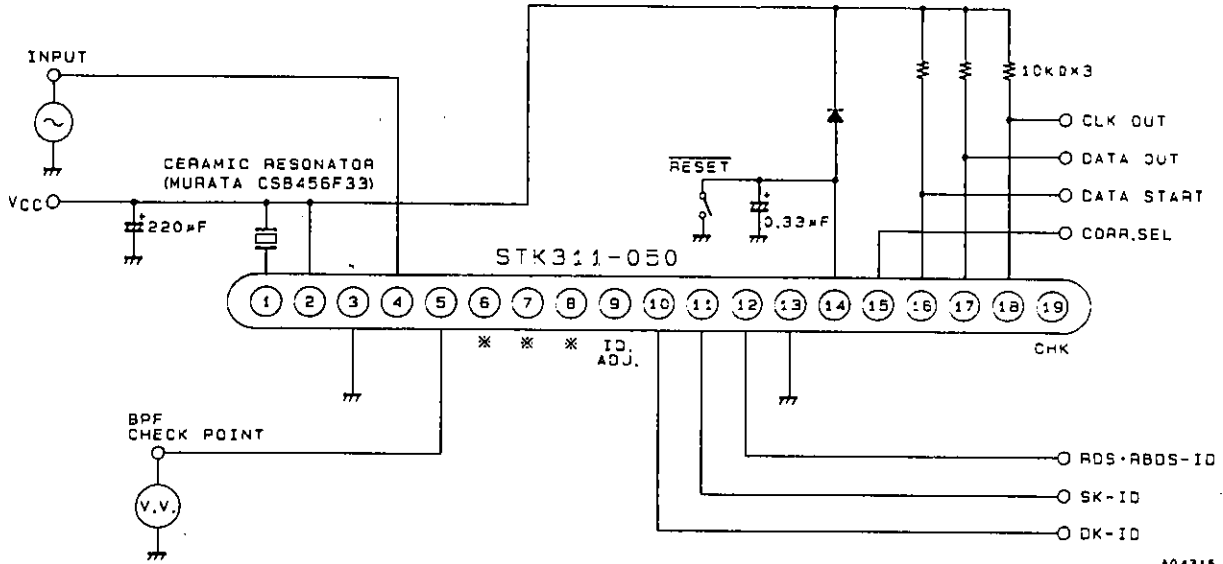 INPUT
10KΩ×3
CLK OUT
CERAMIC RESONATOR
(MURATA CSB456F33)
RESET
DATA OUT
DATA START
VCC
+
220μF
+
0.33μF
CORR.SEL
STK311-050
1 2 3 4 5 6 7 8 9 10 11 12 13 14 15 16 17 18 19
※ ※ ※ ID.
ADJ.
CHK
BPF
CHECK POINT
RDS·RBDS-ID
V.V.
SK-ID
DK-ID